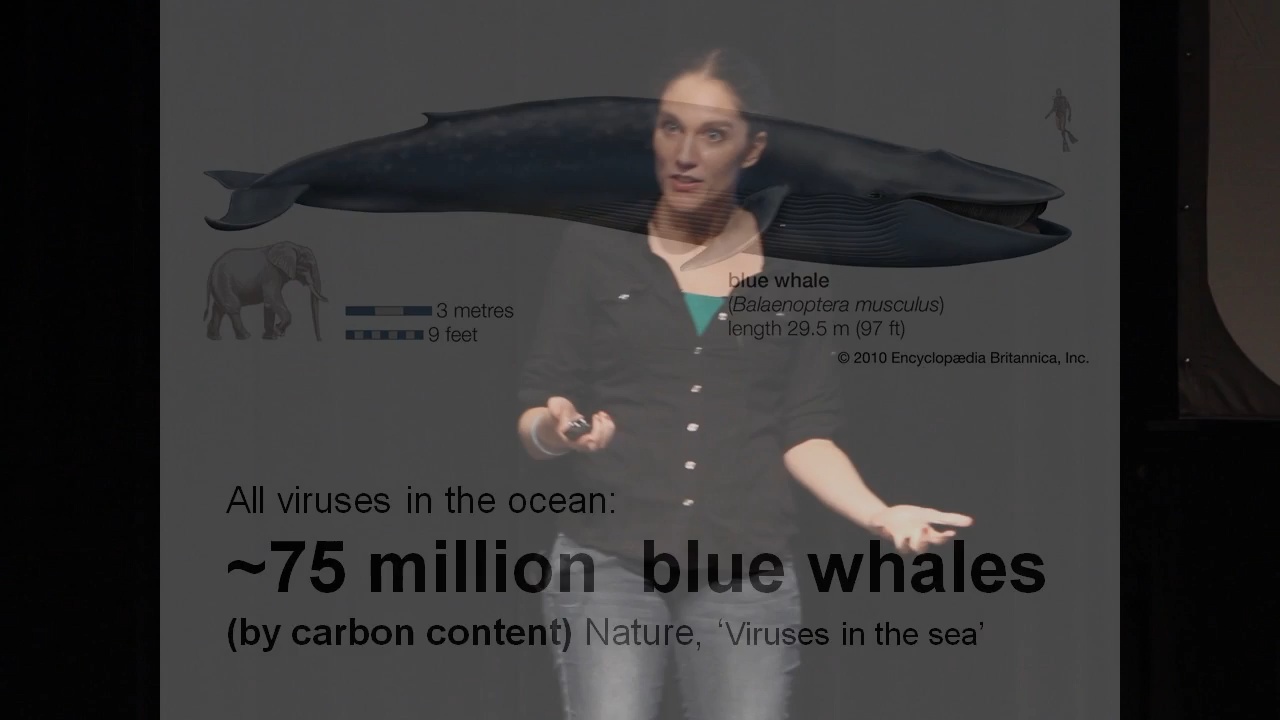 3 metres
9 feet
blue whale
(Balaenoptera musculus)
length 29.5 m (97 ft)
© 2010 Encyclopædia Britannica, Inc.
All viruses in the ocean:
~75 million blue whales
(by carbon content) Nature, ‘Viruses in the sea’